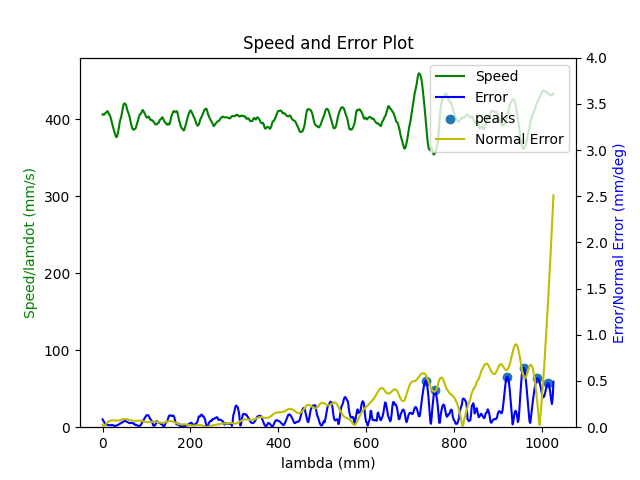 Speed and Error Plot
Speed
Error
peaks
Normal Error
Speed/lamdot (mm/s)
400
300
200
100
0
4.0
3.5
3.0
2.5
2.0
1.5
1.0
0.5
0.0
Error/Normal Error (mm/deg)
0 200 400 600 800 1000
lambda (mm)